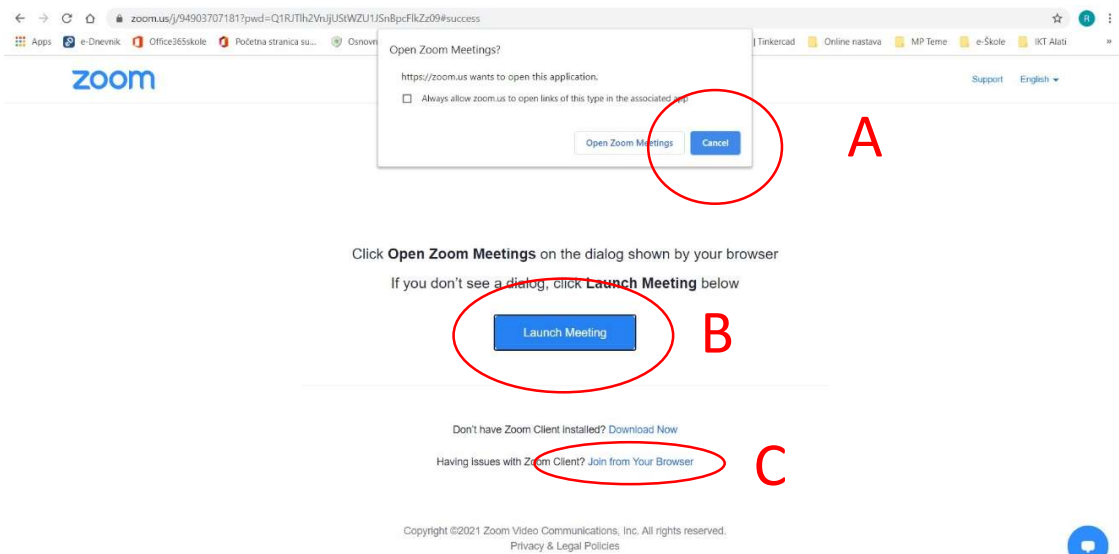 zoom.us/j/94903707181?pwd=Q1RJTlh2VnJjUStWZU1JSnBpcFlkZz09#success
R
Apps e-Dnevnik Office365skole Početna stranica su... Osnovn | Tinkercad Online nastava MP Teme e-Škole IKT Alati »
Open Zoom Meetings?
https://zoom.us wants to open this application.
Always allow zoom.us to open links of this type in the associated app
Open Zoom Meetings Cancel
A
zoom
Support English
Click Open Zoom Meetings on the dialog shown by your browser
If you don't see a dialog, click Launch Meeting below
Launch Meeting
B
Don't have Zoom Client installed? Download Now
Having issues with Zoom Client? Join from Your Browser
C
Copyright ©2021 Zoom Video Communications, Inc. All rights reserved.
Privacy & Legal Policies